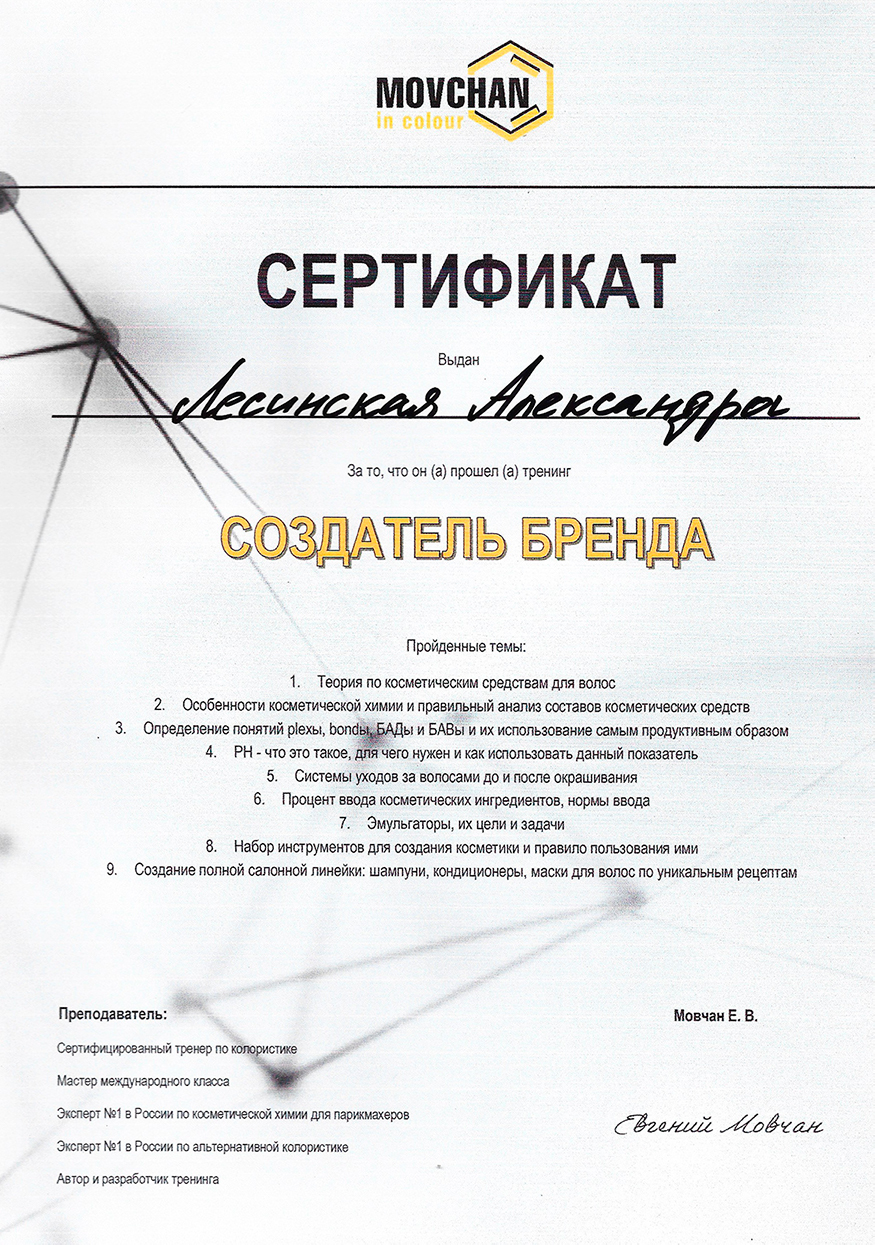 MOVCHAN
in colour
СЕРТИФИКАТ
Выдан
Лесинская Александры
За то, что он (а) прошел (а) тренинг
СОЗДАТЕЛЬ БРЕНДА
Пройденные темы:
1. Теория по косметическим средствам для волос
2. Особенности косметической химии и правильный анализ составов косметических средств
3. Определение понятий plexы, bondы, БАДы и БАВы и их использование самым продуктивным образом
4. PH - что это такое, для чего нужен и как использовать данный показатель
5. Системы уходов за волосами до и после окрашивания
6. Процент ввода косметических ингредиентов, нормы ввода
7. Эмульгаторы, их цели и задачи
8. Набор инструментов для создания косметики и правило пользования ими
9. Создание полной салонной линейки: шампуни, кондиционеры, маски для волос по уникальным рецептам
Преподаватель:
Мовчан Е. В.
Сертифицированный тренер по колористике
Мастер международного класса
Эксперт №1 в России по косметической химии для парикмахеров
Евгений Мовчан
Эксперт №1 в России по альтернативной колористике
Автор и разработчик тренинга